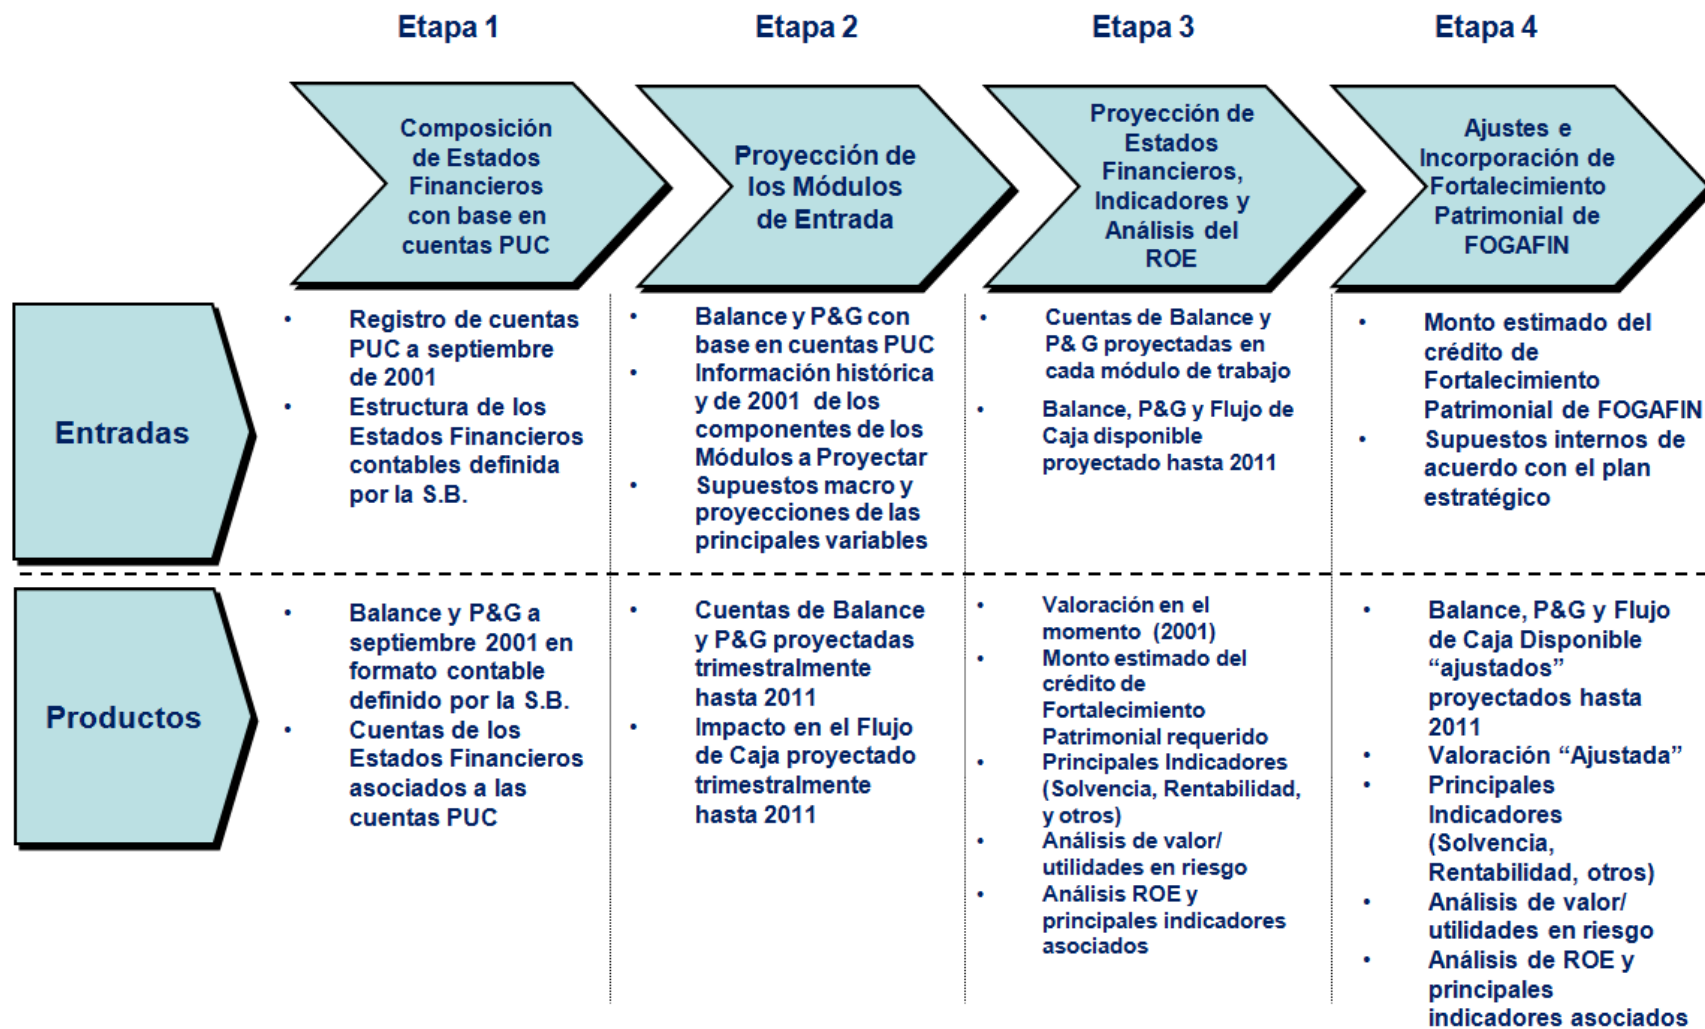 Etapa 1
Etapa 2
Etapa 3
Etapa 4
Composición
de Estados
Financieros
con base en
cuentas PUC
Proyección de
los Módulos
de Entrada
Proyección de
Estados
Financieros,
Indicadores y
Análisis del
ROE
Ajustes e
Incorporación de
Fortalecimiento
Patrimonial de
FOGAFIN
Entradas
• Registro de cuentas
PUC a septiembre
de 2001
• Estructura de los
Estados Financieros
contables definida
por la S.B.
• Balance y P&G con
base en cuentas PUC
• Información histórica
y de 2001 de los
componentes de los
Módulos a Proyectar
• Supuestos macro y
proyecciones de las
principales variables
• Cuentas de Balance y
P& G proyectadas en
cada módulo de trabajo
• Balance, P&G y Flujo de
Caja disponible
proyectado hasta 2011
• Monto estimado del
crédito de
Fortalecimiento
Patrimonial de FOGAFIN
• Supuestos internos de
acuerdo con el plan
estratégico
Productos
• Balance y P&G a
septiembre 2001 en
formato contable
definido por la S.B.
• Cuentas de los
Estados Financieros
asociados a las
cuentas PUC
• Cuentas de Balance
y P&G proyectadas
trimestralmente
hasta 2011
• Impacto en el Flujo
de Caja proyectado
trimestralmente
hasta 2011
• Valoración en el
momento (2001)
• Monto estimado del
crédito de
Fortalecimiento
Patrimonial requerido
• Principales Indicadores
(Solvencia, Rentabilidad,
y otros)
• Análisis de valor/
utilidades en riesgo
• Análisis ROE y
principales indicadores
asociados
• Balance, P&G y Flujo
de Caja Disponible
“ajustados”
proyectados hasta
2011
• Valoración “Ajustada”
• Principales
Indicadores
(Solvencia,
Rentabilidad, otros)
• Análisis de valor/
utilidades en riesgo
• Análisis de ROE y
principales
indicadores asociados